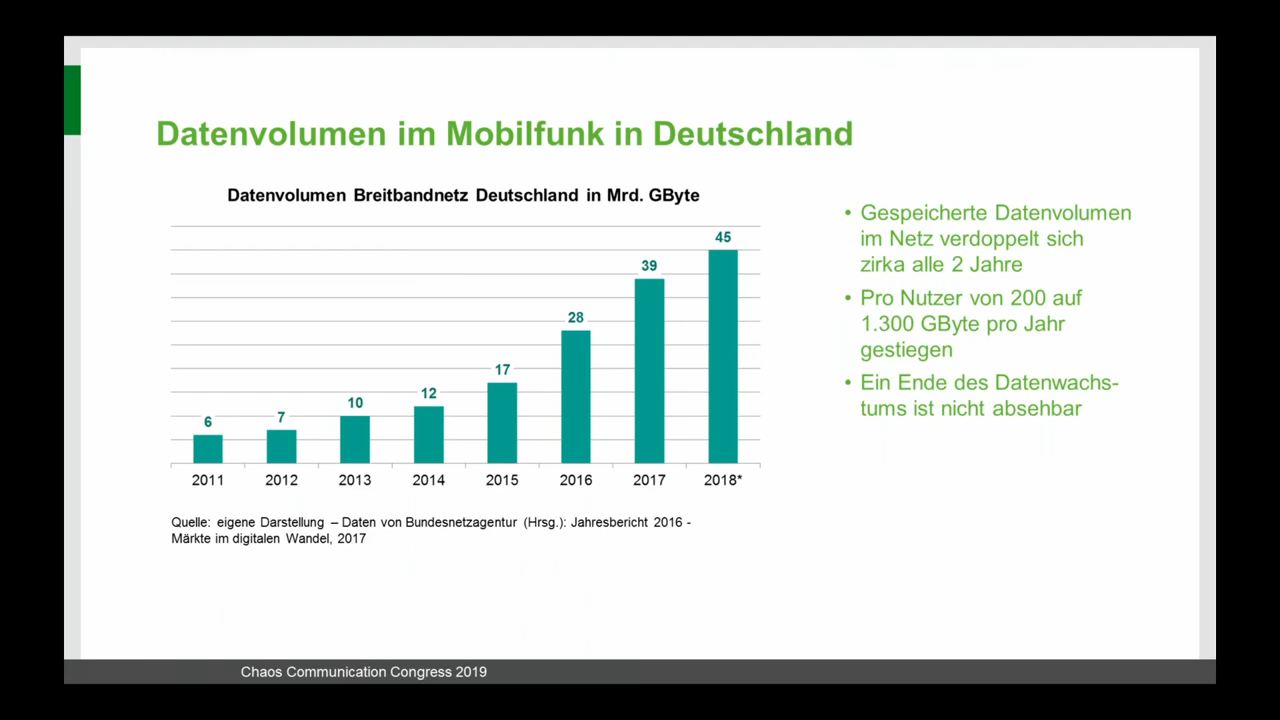 Datenvolumen im Mobilfunk in Deutschland
Datenvolumen Breitbandnetz Deutschland in Mrd. GByte
6
7
10
12
17
28
39
45
2011
2012
2013
2014
2015
2016
2017
2018*
Quelle: eigene Darstellung – Daten von Bundesnetzagentur (Hrsg.): Jahresbericht 2016 -
Märkte im digitalen Wandel, 2017
• Gespeicherte Datenvolumen
im Netz verdoppelt sich
zirka alle 2 Jahre
• Pro Nutzer von 200 auf
1.300 GByte pro Jahr
gestiegen
• Ein Ende des Datenwachs-
tums ist nicht absehbar
Chaos Communication Congress 2019